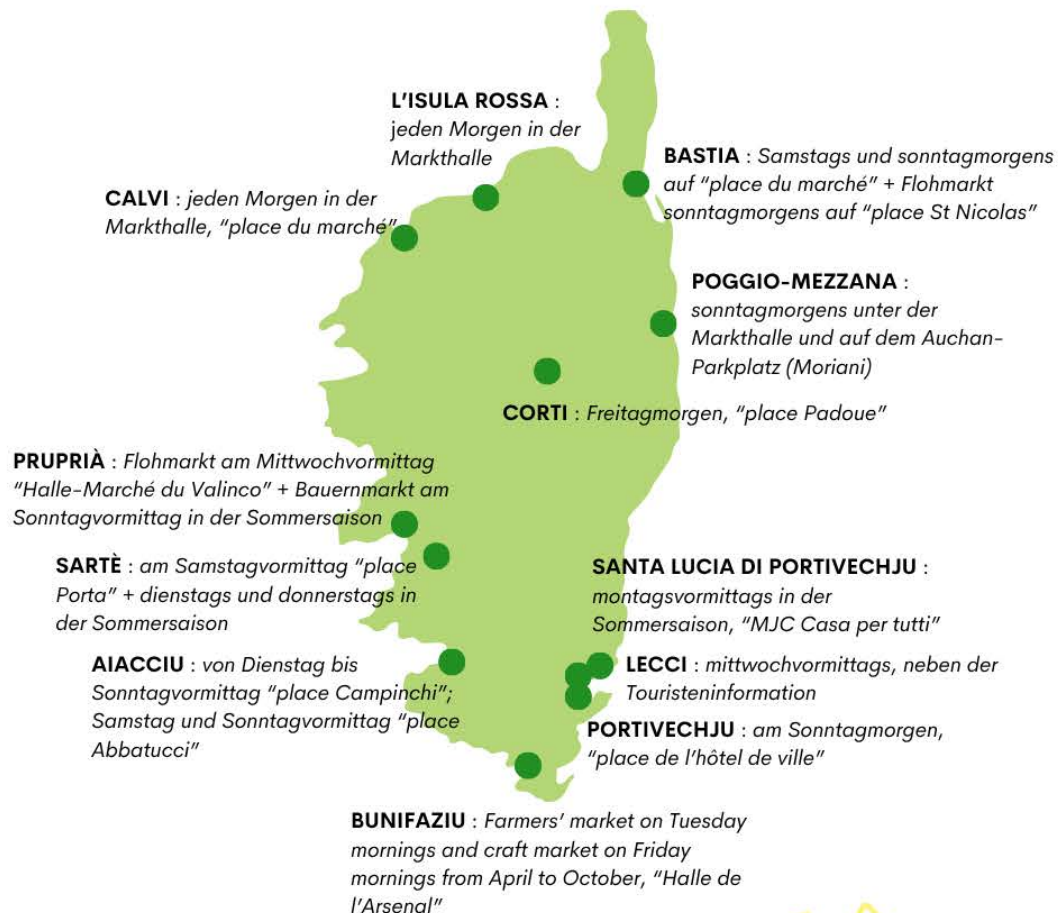 L'ISULA ROSSA :
jeden Morgen in der
Markthalle
BASTIA : Samstags und sonntagmorgens
auf "place du marché" + Flohmarkt
sonntagmorgens auf "place St Nicolas"
CALVI : jeden Morgen in der
Markthalle, "place du marché"
POGGIO-MEZZANA :
sonntagmorgens unter der
Markthalle und auf dem Auchan-
Parkplatz (Moriani)
CORTI : Freitagmorgen, "place Padoue"
PRUPRIÀ : Flohmarkt am Mittwochvormittag
"Halle-Marché du Valinco" + Bauernmarkt am
Sonntagvormittag in der Sommersaison
SARTÈ : am Samstagvormittag "place
Porta" + dienstags und donnerstags in
der Sommersaison
SANTA LUCIA DI PORTIVECHJU :
montagsvormittags in der
Sommersaison, "MJC Casa per tutti"
AIACCIU : von Dienstag bis
Sonntagvormittag "place Campinchi";
Samstag und Sonntagvormittag "place
Abbatucci"
LECCI : mittwochvormittags, neben der
Touristeninformation
PORTIVECHJU : am Sonntagmorgen,
"place de l'hôtel de ville"
BUNIFAZIU : Farmers' market on Tuesday
mornings and craft market on Friday
mornings from April to October, "Halle de
l'Arsenal"